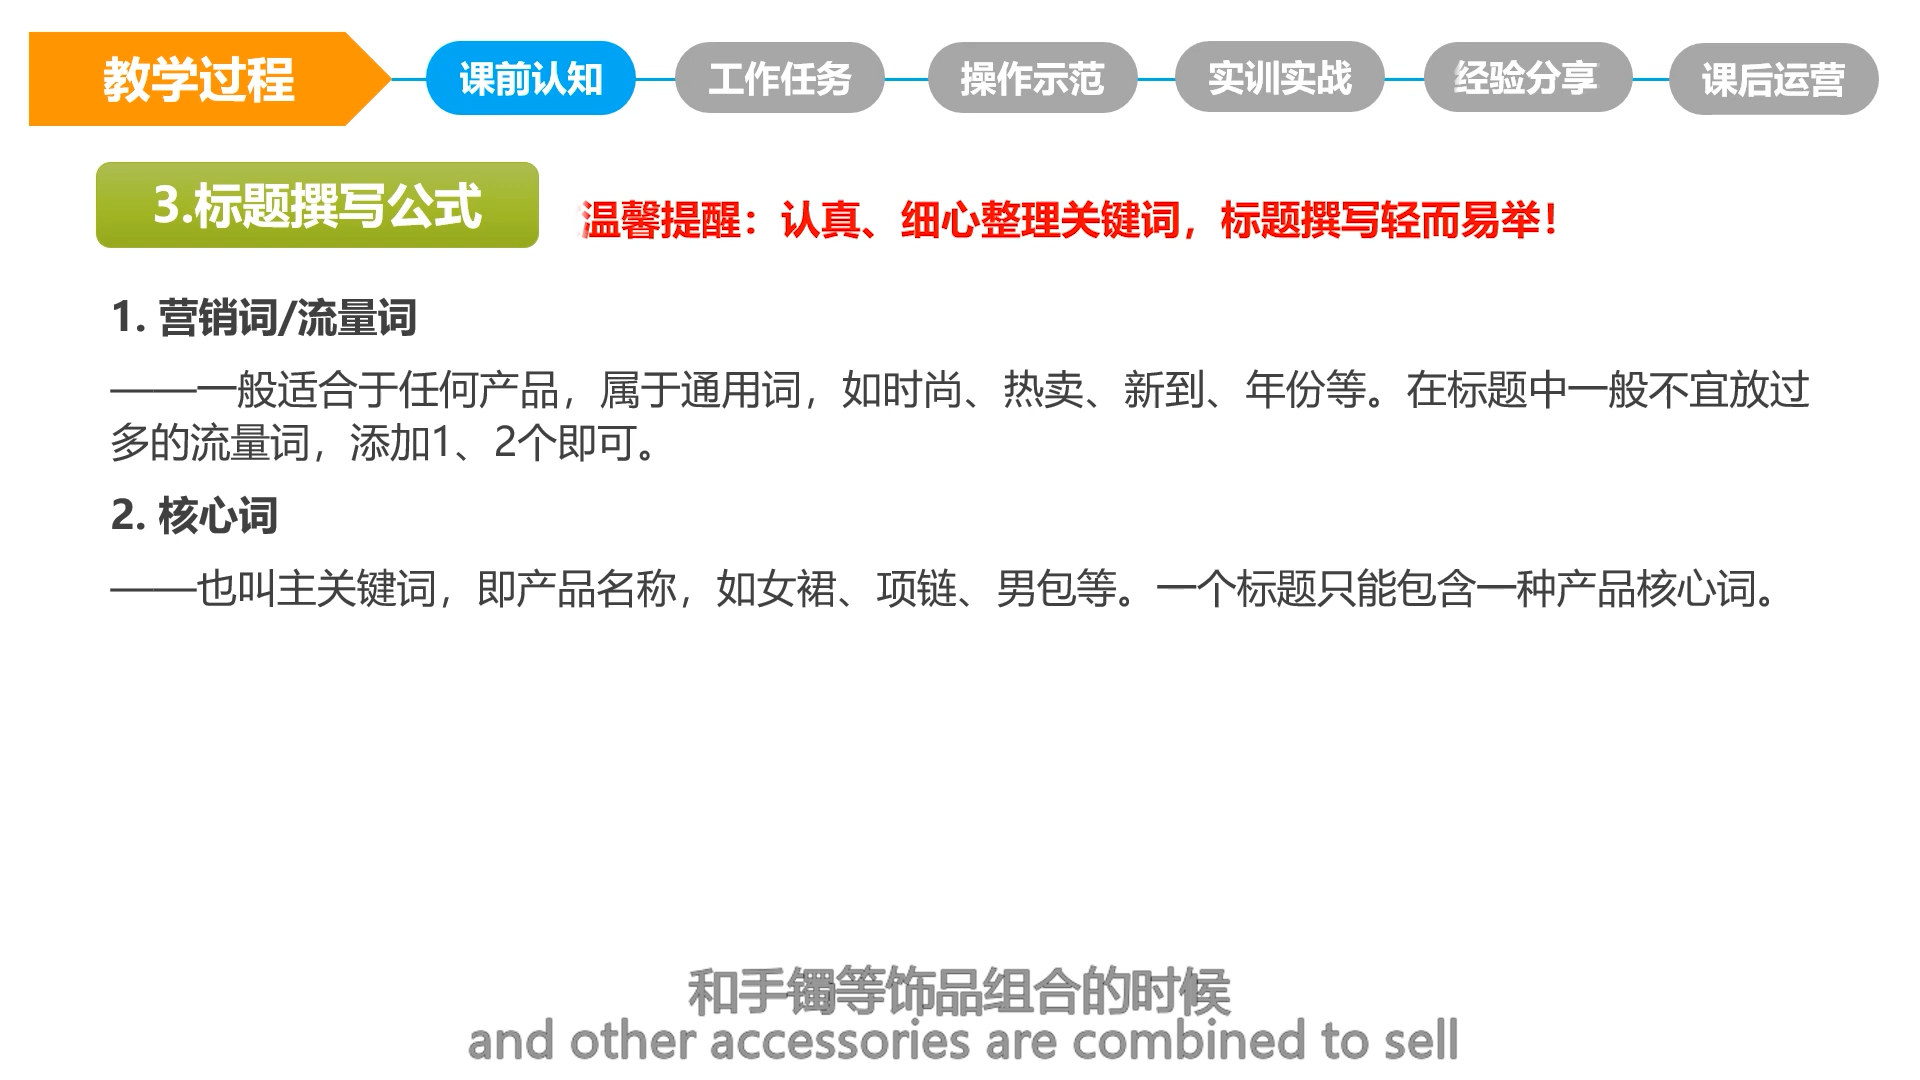 教学过程
课前认知
工作任务
操作示范
实训实战
经验分享
课后运营
3.标题撰写公式
温馨提醒：认真、细心整理关键词，标题撰写轻而易举！
1. 营销词/流量词
——一般适合于任何产品，属于通用词，如时尚、热卖、新到、年份等。在标题中一般不宜放过
多的流量词，添加1、2个即可。
2. 核心词
——也叫主关键词，即产品名称，如女裙、项链、男包等。一个标题只能包含一种产品核心词。
和手镯等饰品组合的时候
and other accessories are combined to sell